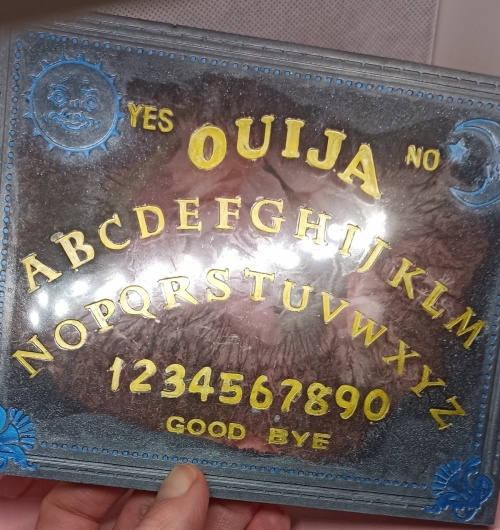 YES OUIJA NO
ABCDEFGHIJKLM
NOPQRSTUVWXYZ
1234567890
GOOD BYE